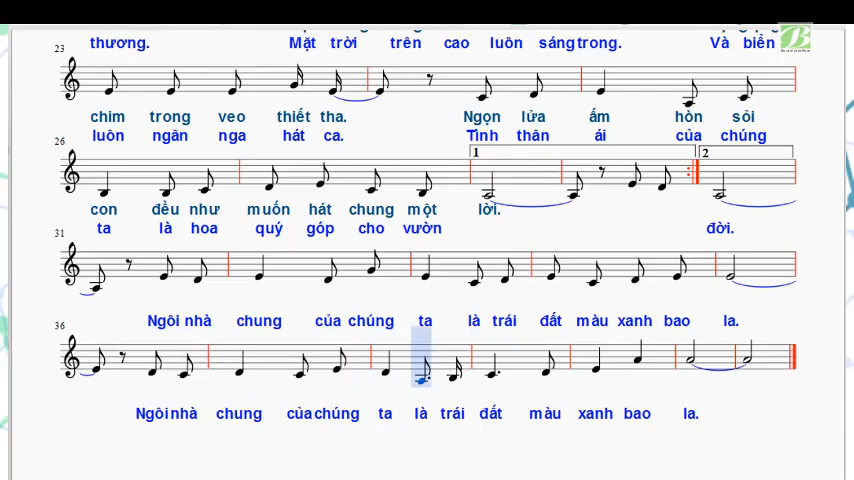 thương. Mặt trời trên cao luôn sáng trong. Và biển
karaoke
23
chim trong veo thiết tha. Ngọn lửa ấm hòn sỏi
luôn ngân nga hát ca. Tình thân ái của chúng
26
1 2
con đều như muốn hát chung một lời.
ta là hoa quý góp cho vườn đời.
31
Ngôi nhà chung của chúng ta là trái đất màu xanh bao la.
36
Ngôi nhà chung của chúng ta là trái đất màu xanh bao la.